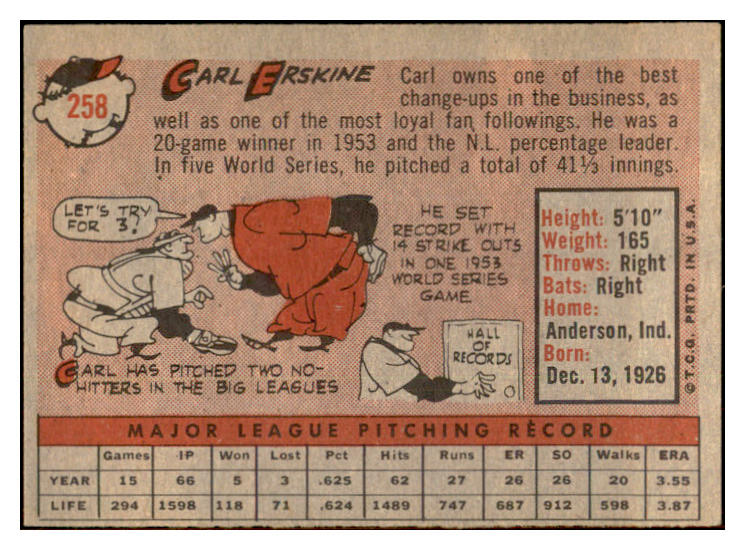 258
CARL ERSKINE
Carl owns one of the best
change-ups in the business, as
well as one of the most loyal fan followings. He was a
20-game winner in 1953 and the N.L. percentage leader.
In five World Series, he pitched a total of 41⅓ innings.
LET'S TRY
FOR 3!
CARL HAS PITCHED TWO NO-
HITTERS IN THE BIG LEAGUES
HE SET
RECORD WITH
14 STRIKE OUTS
IN ONE 1953
WORLD SERIES
GAME
HALL
OF
RECORDS
Height: 5'10"
Weight: 165
Throws: Right
Bats: Right
Home:
Anderson, Ind.
Born:
Dec. 13, 1926
©T.C.G. PRTD. IN U.S.A.
MAJOR LEAGUE PITCHING RECORD
Games IP Won Lost Pct Hits Runs ER SO Walks ERA
YEAR 15 66 5 3 .625 62 27 26 26 20 3.55
LIFE 294 1598 118 71 .624 1489 747 687 912 598 3.87